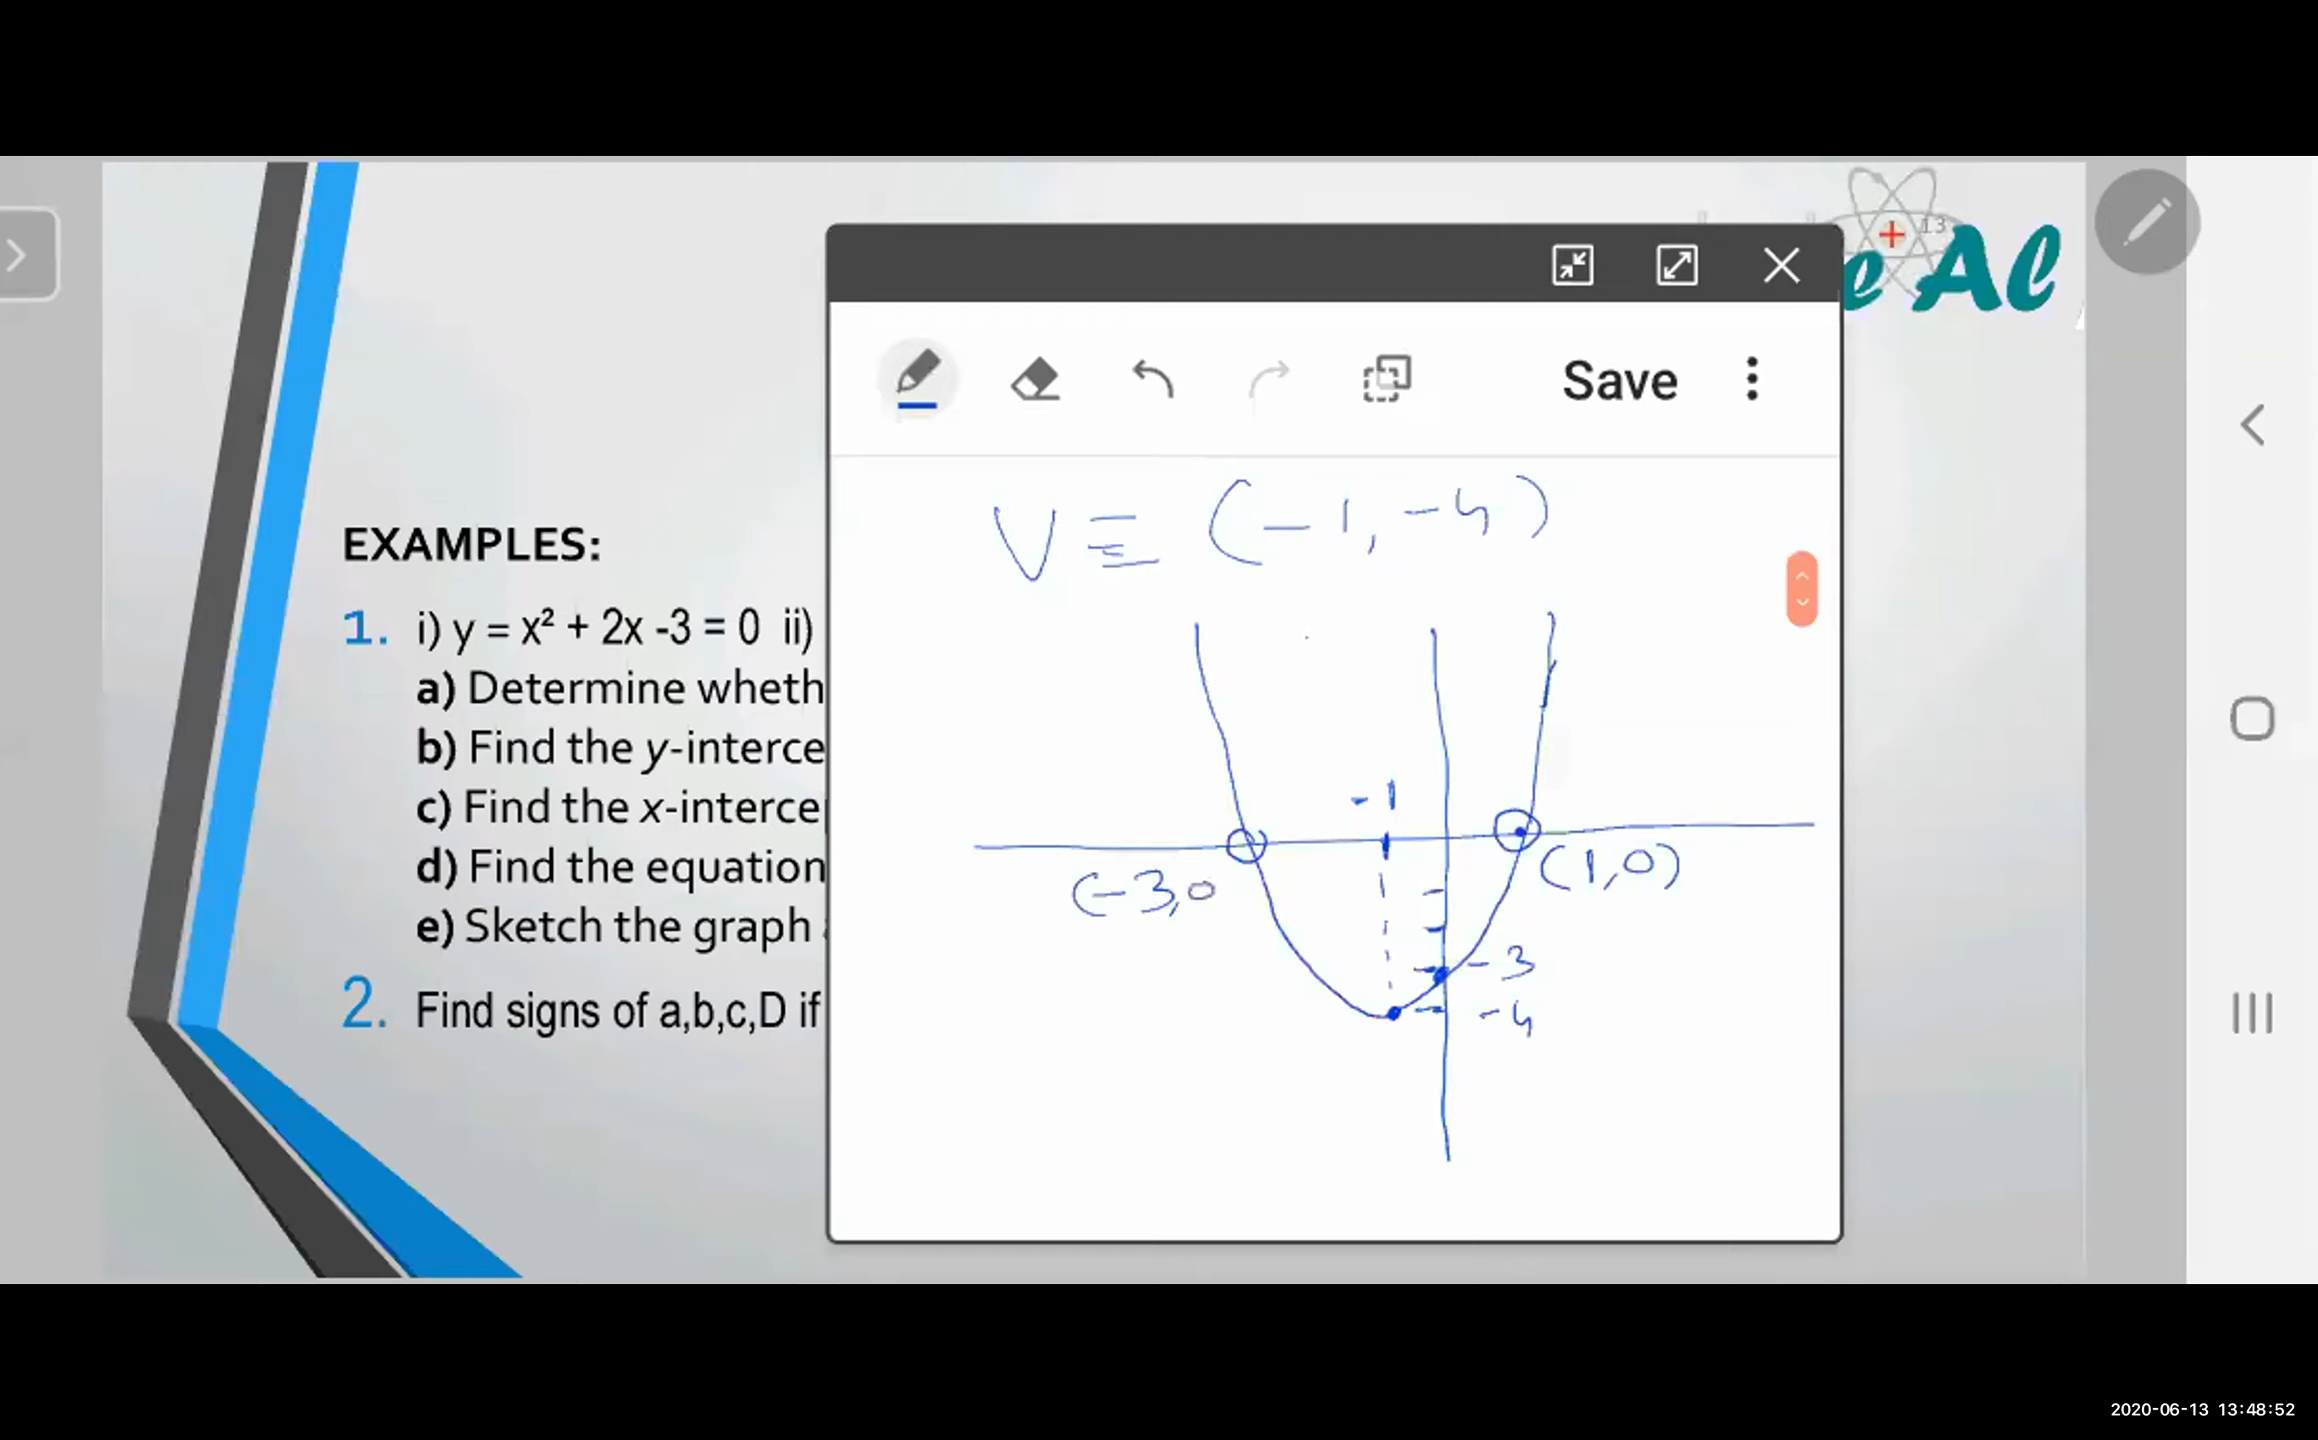 13
e Al
Save
V ≡ (-1, -4)
EXAMPLES:
1. i) y = x² + 2x -3 = 0 ii)
a) Determine wheth
b) Find the y-interce
c) Find the x-interce
d) Find the equation
e) Sketch the graph
2. Find signs of a,b,c,D if
-1
(-3,0
(1,0)
-3
-4
2020-06-13 13:48:52